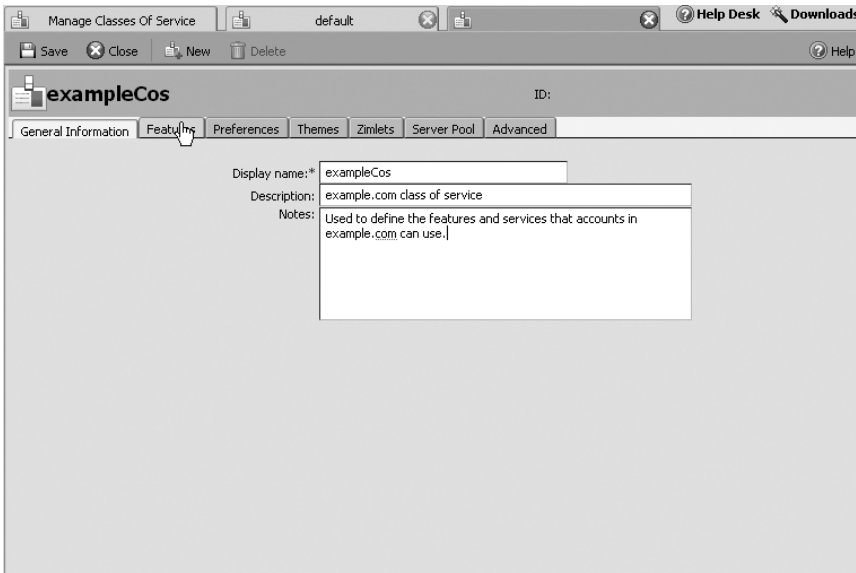 Manage Classes Of Service default Help Desk Downloads
Save Close New Delete Help
exampleCos ID:
General Information Features Preferences Themes Zimlets Server Pool Advanced
Display name:* exampleCos
Description: example.com class of service
Notes: Used to define the features and services that accounts in
example.com can use.